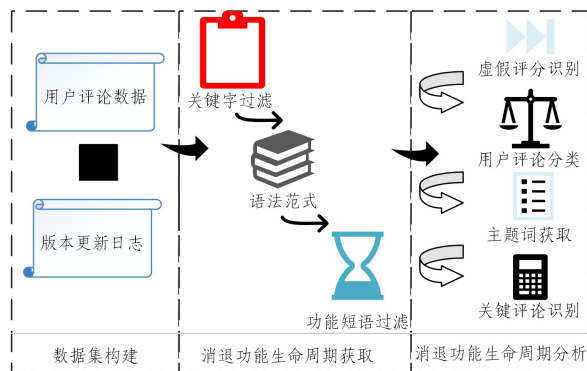 用户评论数据
版本更新日志
数据集构建
关键字过滤
语法范式
功能短语过滤
消退功能生命周期获取
虚假评分识别
用户评论分类
主题词获取
关键评论识别
消退功能生命周期分析